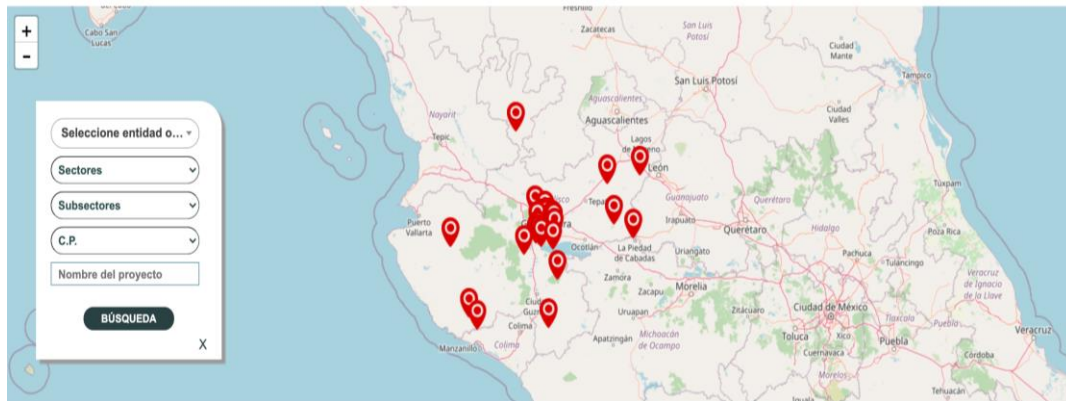 +
−
Seleccione entidad o...
Sectores
Subsectores
C.P.
Nombre del proyecto
BÚSQUEDA
X
Cabo San
Lucas
Fresnillo
Zacatecas
San Luis
Potosí
Ciudad
Mante
San Luis Potosí
Tampico
Nayarit
Tepic
Aguascalientes
Aguascalientes
Ciudad
Valles
Lagos
León
Guanajuato
Querétaro
Túxpam
Puerto
Vallarta
Irapuato
Querétaro
Hidalgo
Poza Rica
Ocotlán
La Piedad
de Cabadas
Uriangato
Pachuca
Tulancingo
Zamora
Zacapu
Morelia
Veracruz
de Ignacio
de la Llave
Colima
Uruapan
Zitácuaro
Ciudad de México
Tlaxcala
Xico
Puebla
Toluca
Puebla
Veracruz
Manzanillo
Colima
Apatzingán
Michoacán
de Ocampo
Cuernavaca
Morelos
Córdoba
Tehuacán
Iguala